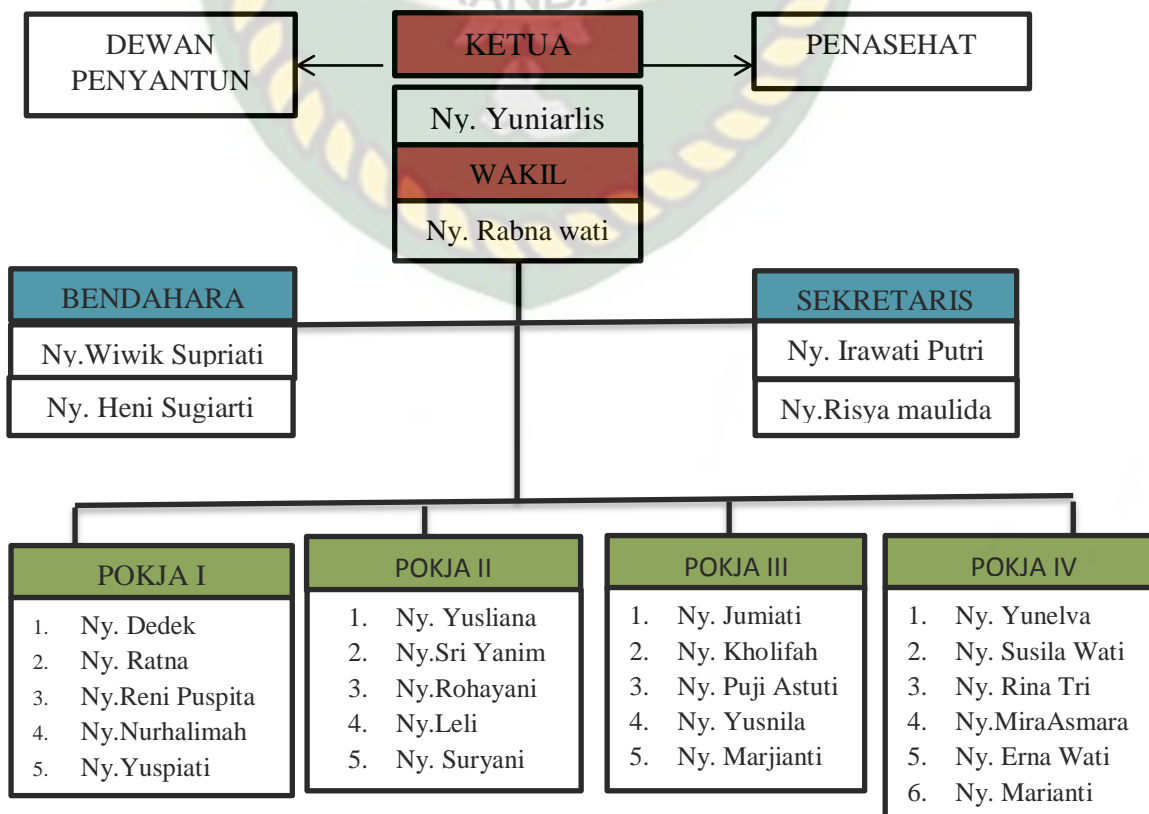 DEWAN
PENYANTUN
KETUA
PENASEHAT
Ny. Yuniarlis
WAKIL
Ny. Rabna wati
BENDAHARA
Ny.Wiwik Supriati
Ny. Heni Sugiarti
SEKRETARIS
Ny. Irawati Putri
Ny.Risya maulida
POKJA I
1. Ny. Dedek
2. Ny. Ratna
3. Ny.Reni Puspita
4. Ny.Nurhalimah
5. Ny.Yuspiati
POKJA II
1. Ny. Yusliana
2. Ny.Sri Yanim
3. Ny.Rohayani
4. Ny.Leli
5. Ny. Suryani
POKJA III
1. Ny. Jumiati
2. Ny. Kholifah
3. Ny. Puji Astuti
4. Ny. Yusnila
5. Ny. Marjianti
POKJA IV
1. Ny. Yunelva
2. Ny. Susila Wati
3. Ny. Rina Tri
4. Ny.MiraAsmara
5. Ny. Erna Wati
6. Ny. Marianti